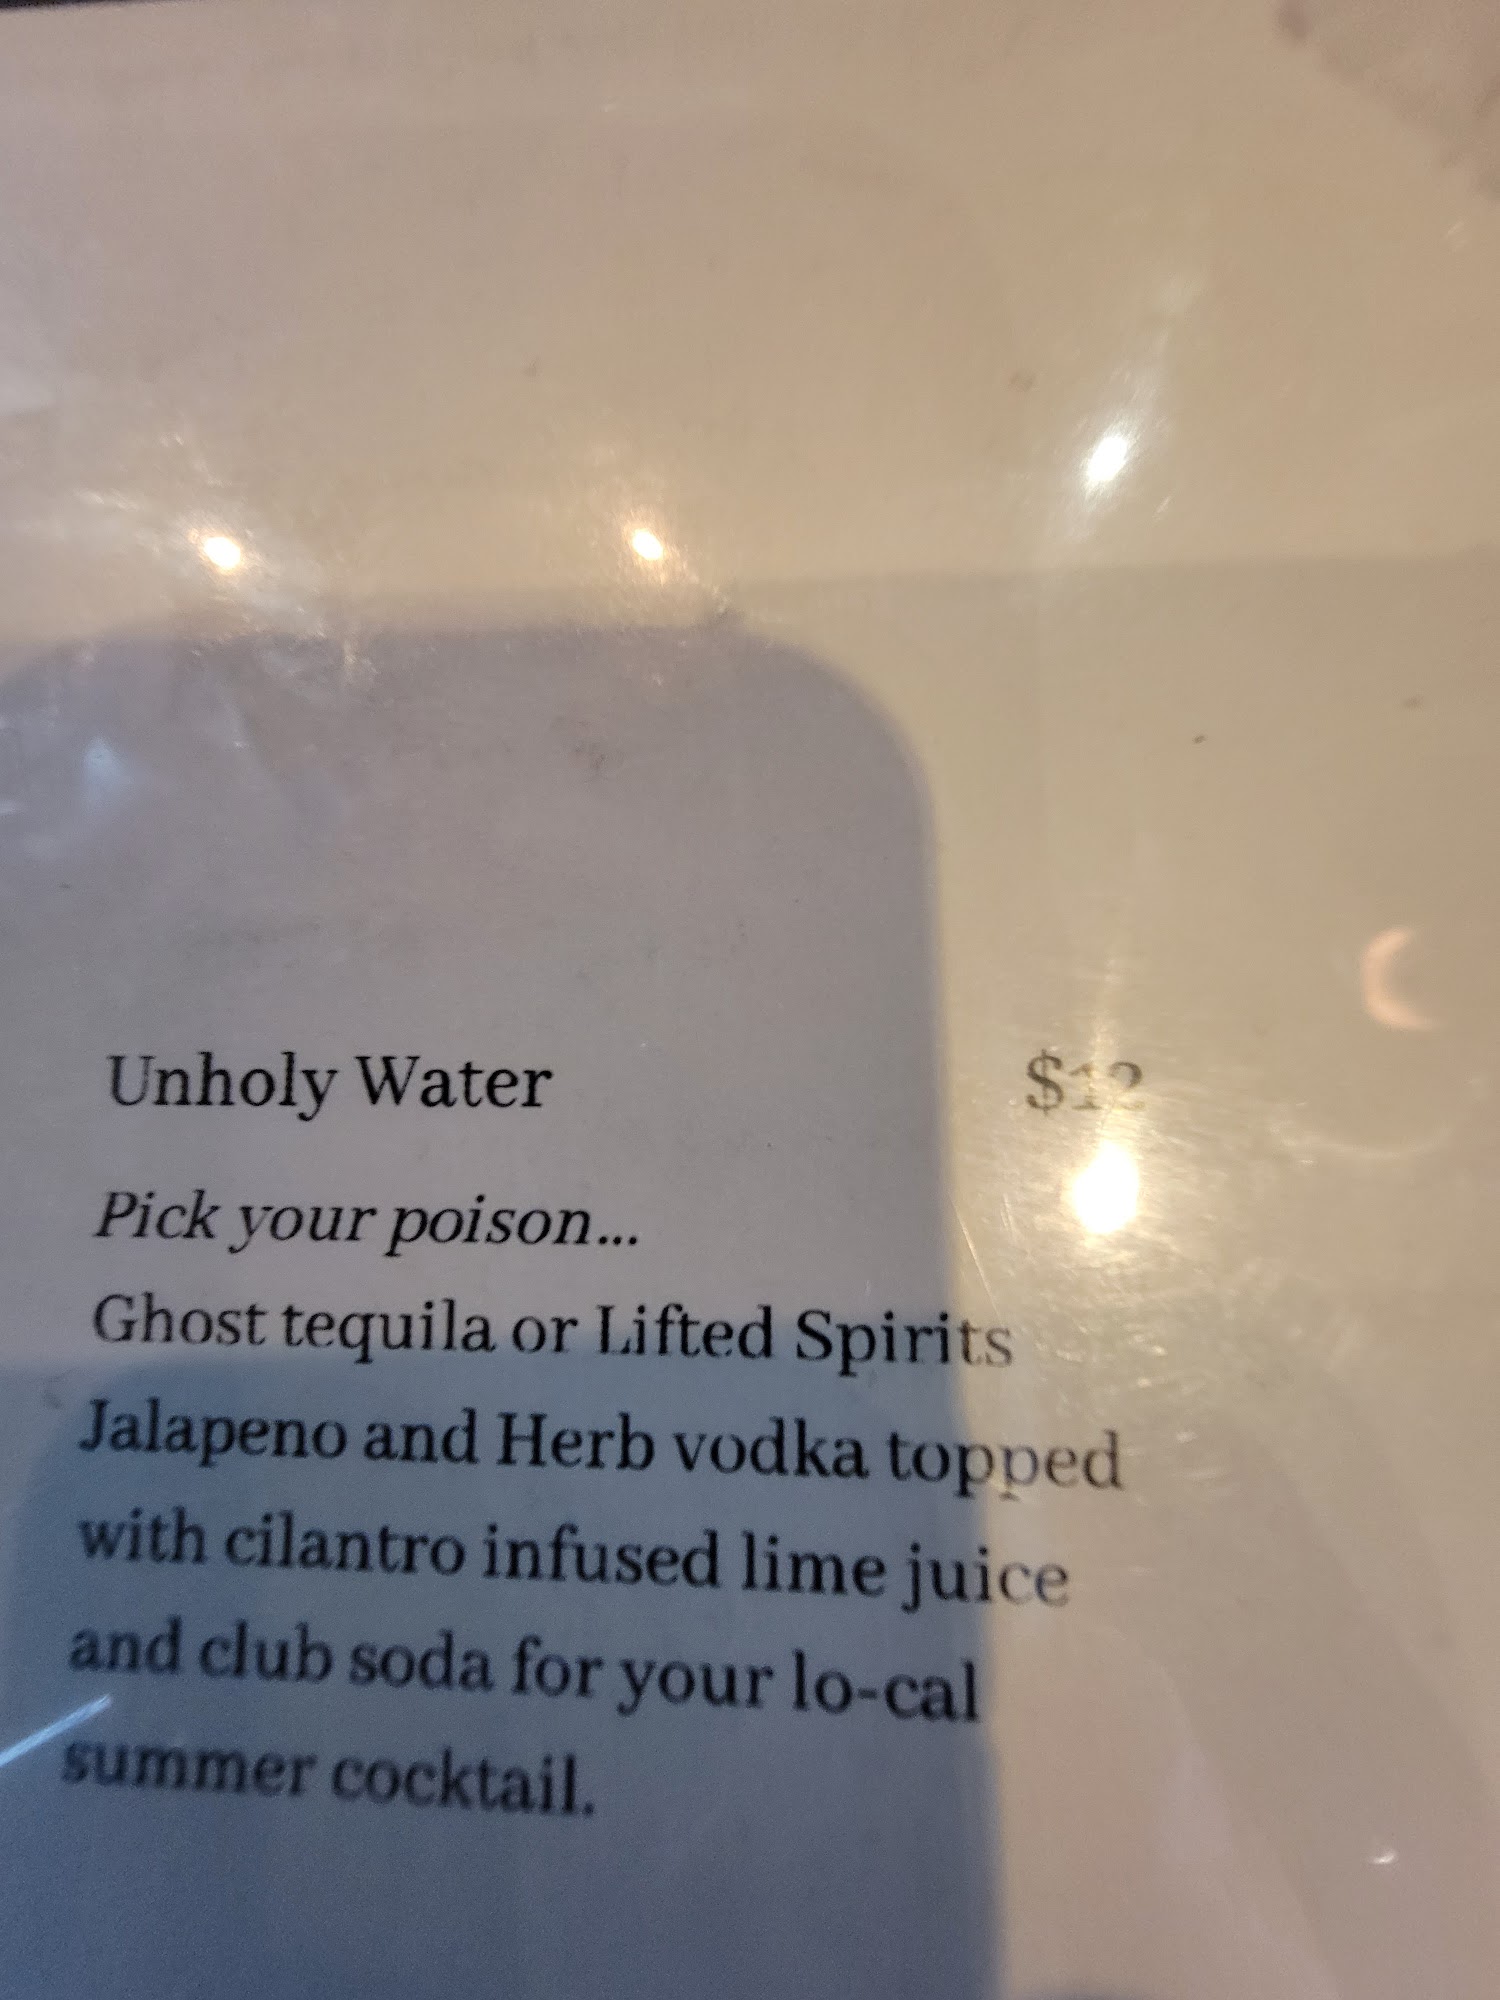 Unholy Water $12
Pick your poison...
Ghost tequila or Lifted Spirits
Jalapeno and Herb vodka topped
with cilantro infused lime juice
and club soda for your lo-cal
summer cocktail.